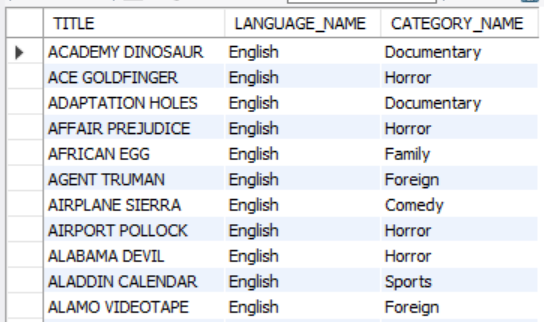 TITLE LANGUAGE_NAME CATEGORY_NAME
ACADEMY DINOSAUR English Documentary
ACE GOLDFINGER English Horror
ADAPTATION HOLES English Documentary
AFFAIR PREJUDICE English Horror
AFRICAN EGG English Family
AGENT TRUMAN English Foreign
AIRPLANE SIERRA English Comedy
AIRPORT POLLOCK English Horror
ALABAMA DEVIL English Horror
ALADDIN CALENDAR English Sports
ALAMO VIDEOTAPE English Foreign